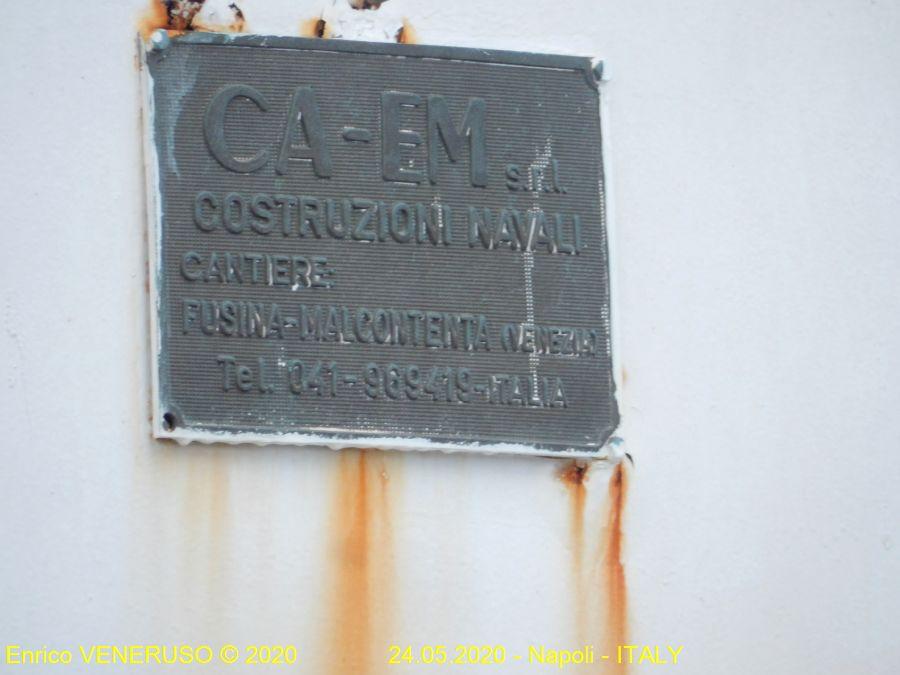 CA-EM s.r.l.
COSTRUZIONI NAVALI
CANTIERE:
FUSINA-MALCONTENTA (VENEZIA)
Tel. 041-969419-ITALIA
Enrico VENERUSO © 2020
24.05.2020 - Napoli - ITALY